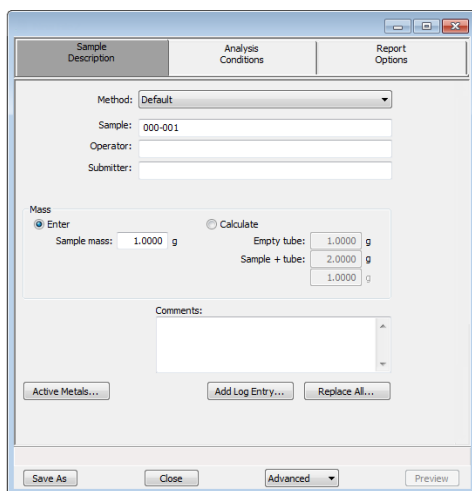 Sample Description
Analysis Conditions
Report Options
Method: Default
Sample: 000-001
Operator:
Submitter:
Mass
Enter
Calculate
Sample mass: 1.0000 g
Empty tube: 1.0000 g
Sample + tube: 2.0000 g
1.0000 g
Comments:
Active Metals...
Add Log Entry...
Replace All...
Save As
Close
Advanced
Preview